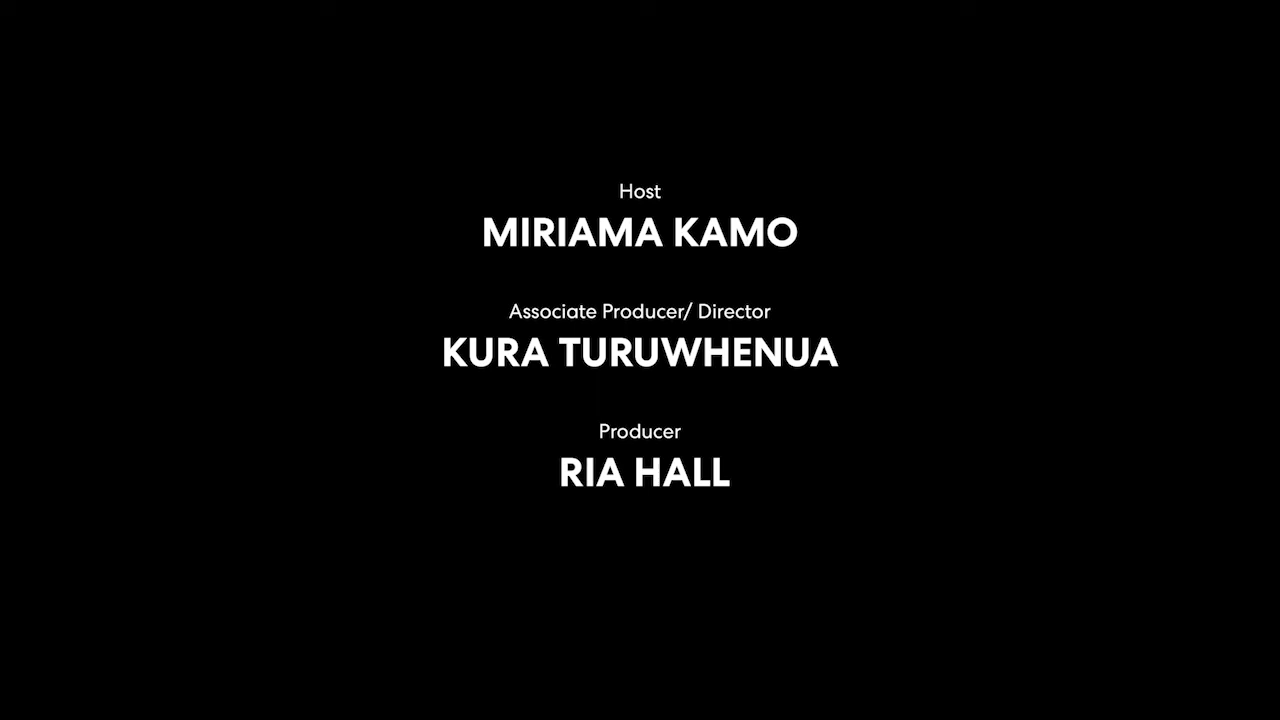 Host
MIRIAMA KAMO
Associate Producer/ Director
KURA TURUWHENUA
Producer
RIA HALL